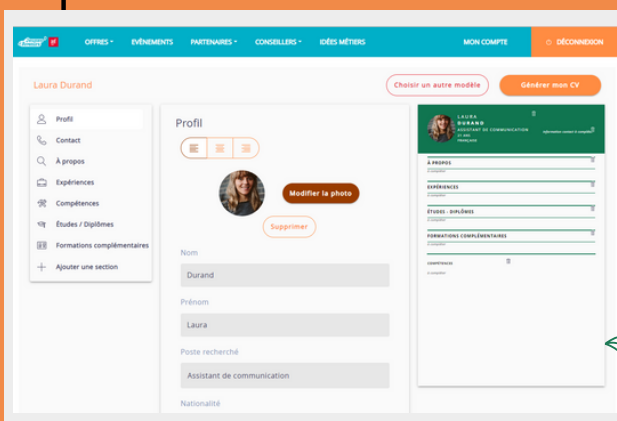 OFFRES
EVÈNEMENTS
PARTENAIRES
CONSEILLERS
IDÉES MÉTIERS
MON COMPTE
DÉCONNEXION
Laura Durand
Choisir un autre modèle
Générer mon CV
Profil
Contact
À propos
Expériences
Compétences
Études / Diplômes
Formations complémentaires
Ajouter une section
Profil
Modifier la photo
Supprimer
Nom
Durand
Prénom
Laura
Poste recherché
Assistant de communication
Nationalité
LAURA
DURAND
ASSISTANT DE COMMUNICATION
FRANÇAISE
À PROPOS
EXPÉRIENCES
ÉTUDES - DIPLÔMES
FORMATIONS COMPLÉMENTAIRES
COMPÉTENCES